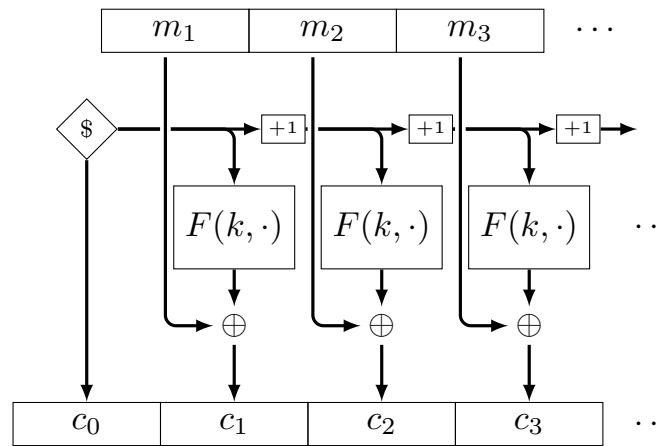 m₁ m₂ m₃ ···
$ +1 +1 +1
F(k, ·) F(k, ·) F(k, ·) ··
⊕ ⊕ ⊕
c₀ c₁ c₂ c₃ ··